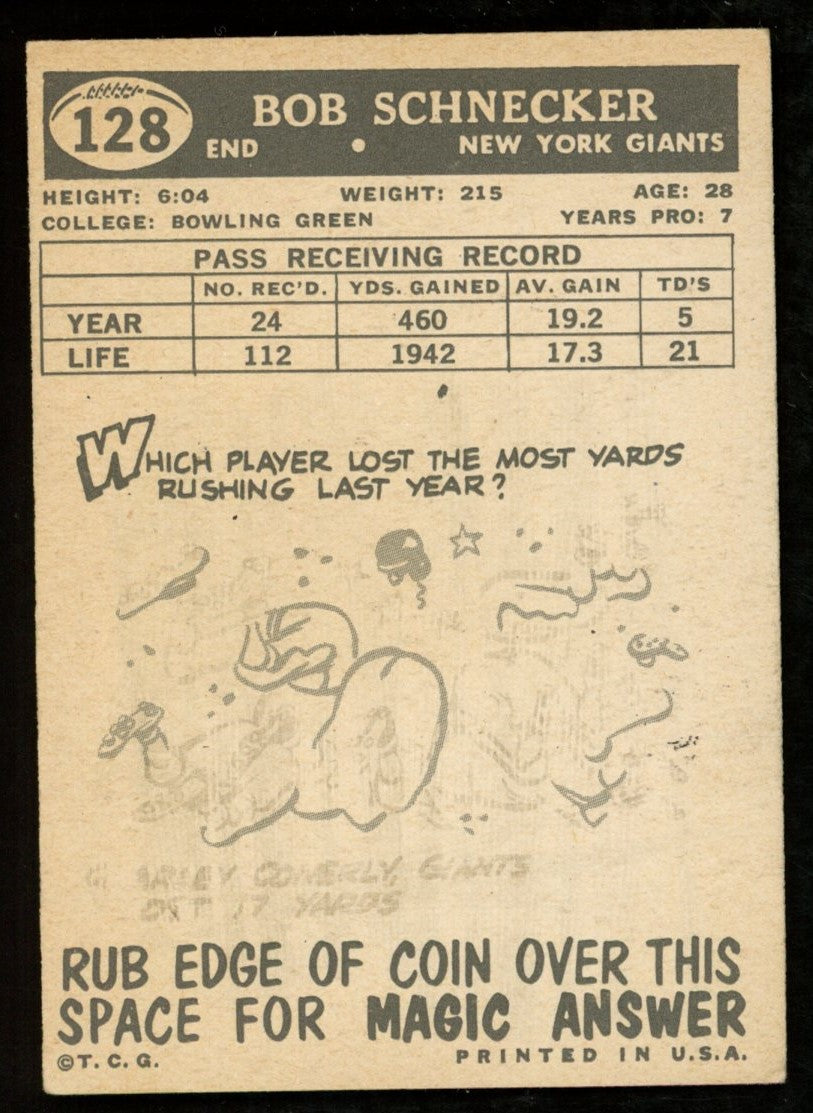 128
BOB SCHNECKER
END • NEW YORK GIANTS
HEIGHT: 6:04 WEIGHT: 215 AGE: 28
COLLEGE: BOWLING GREEN YEARS PRO: 7
PASS RECEIVING RECORD
NO. REC'D. YDS. GAINED AV. GAIN TD'S
YEAR 24 460 19.2 5
LIFE 112 1942 17.3 21
WHICH PLAYER LOST THE MOST YARDS
RUSHING LAST YEAR?
CONERLY, GIANTS
17 YARDS
RUB EDGE OF COIN OVER THIS
SPACE FOR MAGIC ANSWER
©T. C. G. PRINTED IN U.S.A.